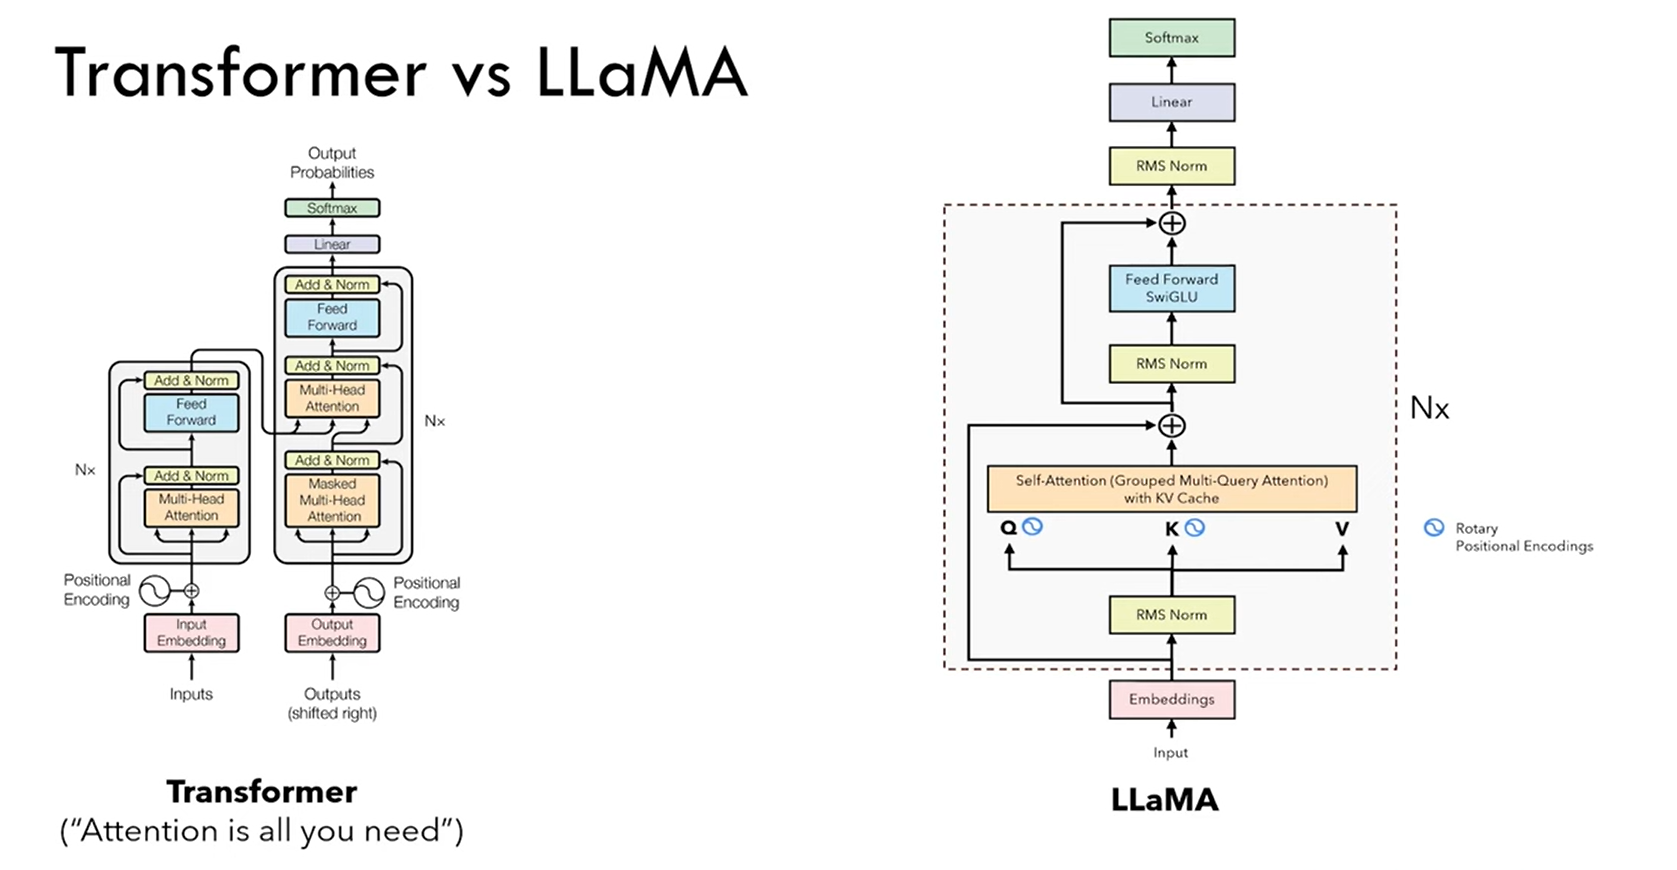 Transformer vs LLaMA
Output
Probabilities
Softmax
Linear
Add & Norm
Feed
Forward
Add & Norm
Multi-Head
Attention
Nx
Add & Norm
Masked
Multi-Head
Attention
Add & Norm
Feed
Forward
Nx
Add & Norm
Multi-Head
Attention
Positional
Encoding
Positional
Encoding
Input
Embedding
Output
Embedding
Inputs
Outputs
(shifted right)
Transformer
(“Attention is all you need”)
Softmax
Linear
RMS Norm
Feed Forward
SwiGLU
RMS Norm
Nx
Self-Attention (Grouped Multi-Query Attention)
with KV Cache
Q
K
V
Rotary
Positional Encodings
RMS Norm
Embeddings
Input
LLaMA